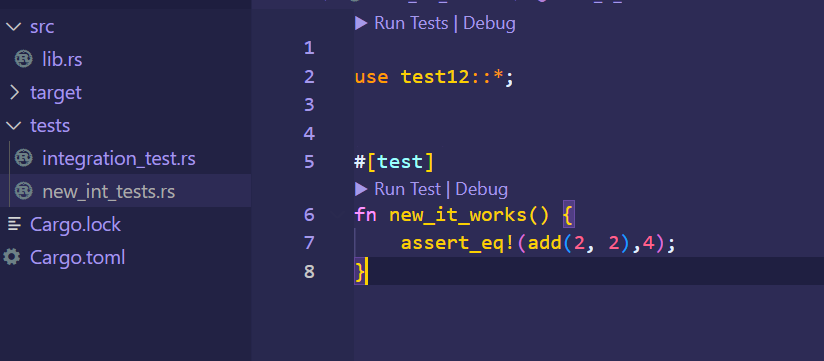 src
lib.rs
target
tests
integration_test.rs
new_int_tests.rs
Cargo.lock
Cargo.toml
Run Tests | Debug
1
2 use test12::*;
3
4
5 #[test]
Run Test | Debug
6 fn new_it_works() {
7 assert_eq!(add(2, 2),4);
8 }